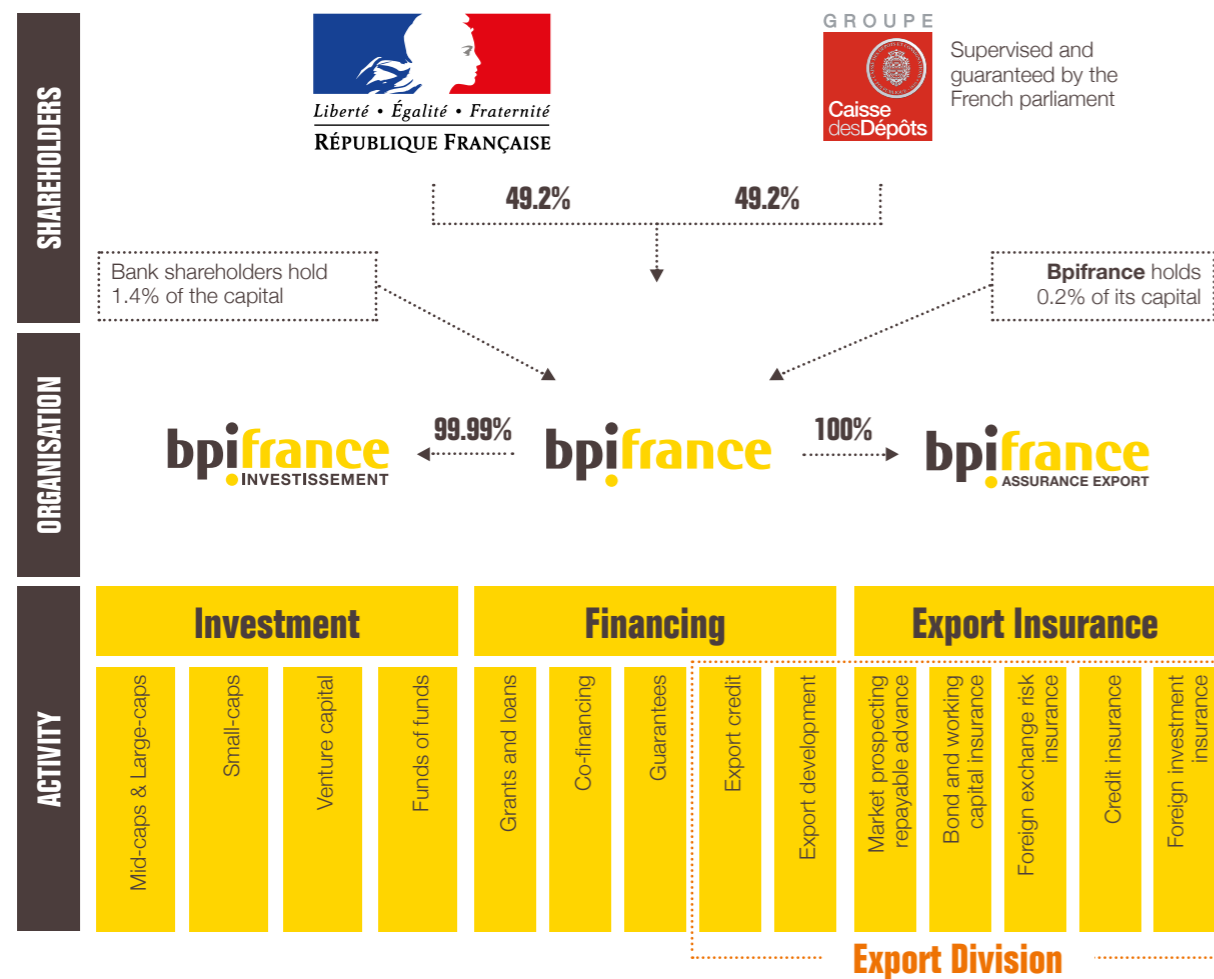 SHAREHOLDERS
Liberté • Égalité • Fraternité
RÉPUBLIQUE FRANÇAISE
GROUPE
Caisse
desDépôts
Supervised and
guaranteed by the
French parliament
49.2%
49.2%
Bank shareholders hold
1.4% of the capital
Bpifrance holds
0.2% of its capital
ORGANISATION
bpifrance
INVESTISSEMENT
99.99%
bpifrance
100%
bpifrance
ASSURANCE EXPORT
ACTIVITY
Investment
Financing
Export Insurance
Mid-caps & Large-caps
Small-caps
Venture capital
Funds of funds
Grants and loans
Co-financing
Guarantees
Export credit
Export development
Market prospecting
repayable advance
Bond and working
capital insurance
Foreign exchange risk
insurance
Credit insurance
Foreign investment
insurance
Export Division